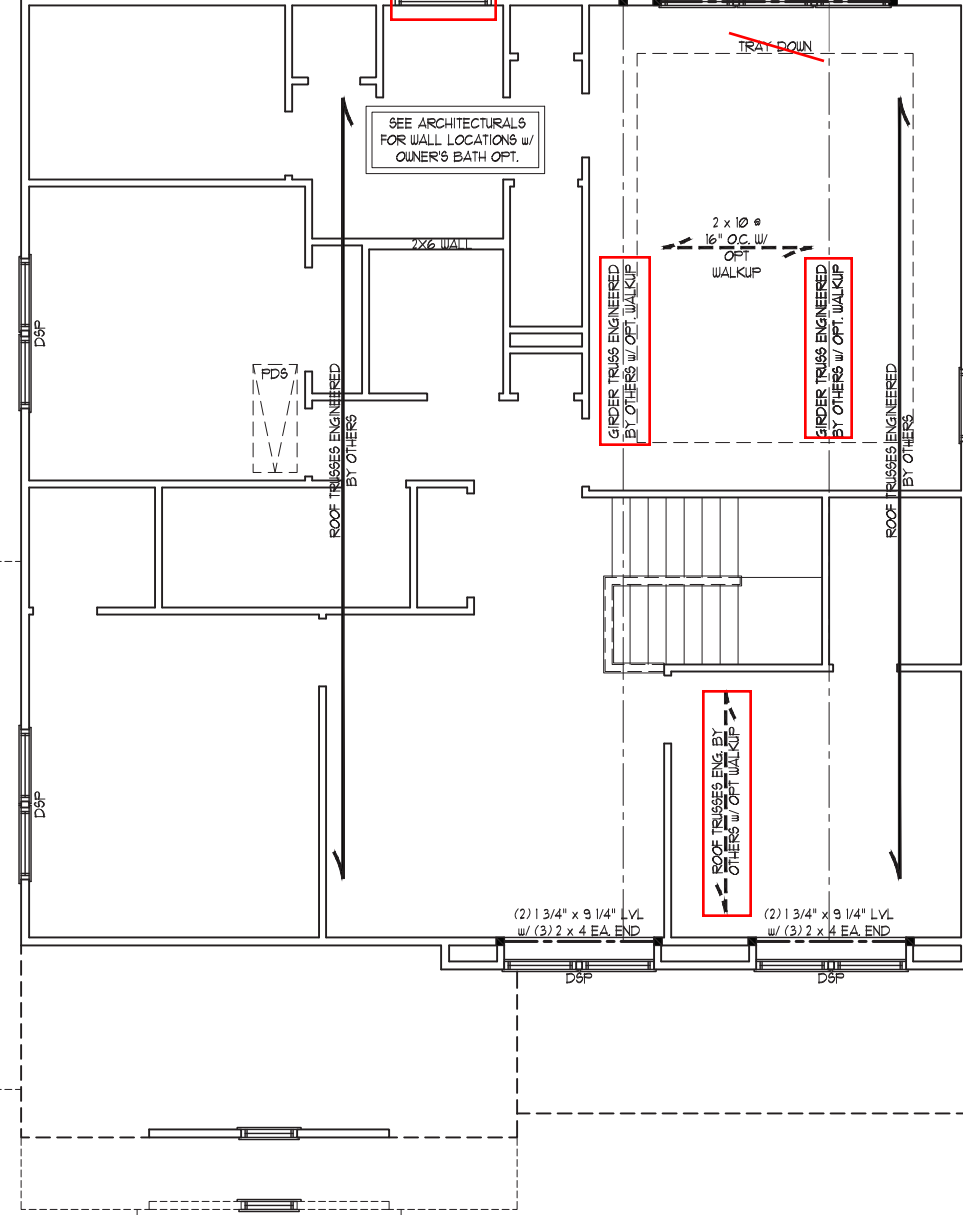 TRAY DOWN
SEE ARCHITECTURALS
FOR WALL LOCATIONS w/
OWNER'S BATH OPT.
2 x 10 @
16" O.C. W/
OPT
WALKUP
2X6 WALL
GIRDER TRUSS ENGINEERED
BY OTHERS w/ OPT. WALKUP
GIRDER TRUSS ENGINEERED
BY OTHERS w/ OPT. WALKUP
DSP
PDS
ROOF TRUSSES ENGINEERED
BY OTHERS
ROOF TRUSSES ENGINEERED
BY OTHERS
ROOF TRUSSES ENG. BY
OTHERS w/ OPT WALKUP
DSP
(2) 1 3/4" x 9 1/4" LVL
w/ (3) 2 x 4 EA. END
(2) 1 3/4" x 9 1/4" LVL
w/ (3) 2 x 4 EA. END
DSP
DSP